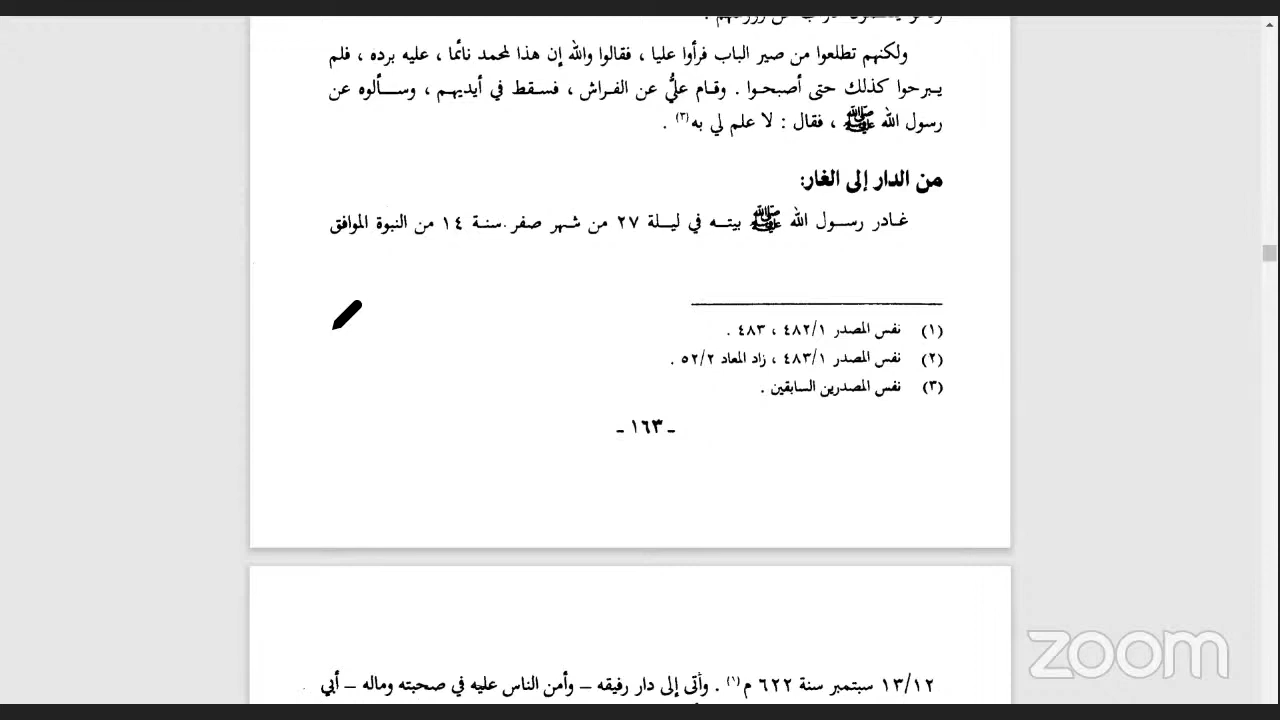 ولكنهم تطلعوا من صير الباب فرأوا عليا ، فقالوا والله إن هذا لمحمد نائما ، عليه برده ، فلم
يبرحوا كذلك حتى أصبحوا . وقام عليٌّ عن الفراش ، فسقط في أيديهم ، وسألوه عن
رسول الله ﷺ ، فقال : لا علم لي به(٣) .
من الدار إلى الغار:
غادر رسول الله ﷺ بيته في ليلة ٢٧ من شهر صفر سنة ١٤ من النبوة الموافق
(١) نفس المصدر ٤٨٢/١ ، ٤٨٣ .
(٢) نفس المصدر ٤٨٣/١ ، زاد المعاد ٥٢/٢ .
(٣) نفس المصدرين السابقين .
- ١٦٣ -
١٣/١٢ سبتمبر سنة ٦٢٢ م(١) . وأتى إلى دار رفيقه – وأمن الناس عليه في صحبته وماله – أبي
zoom